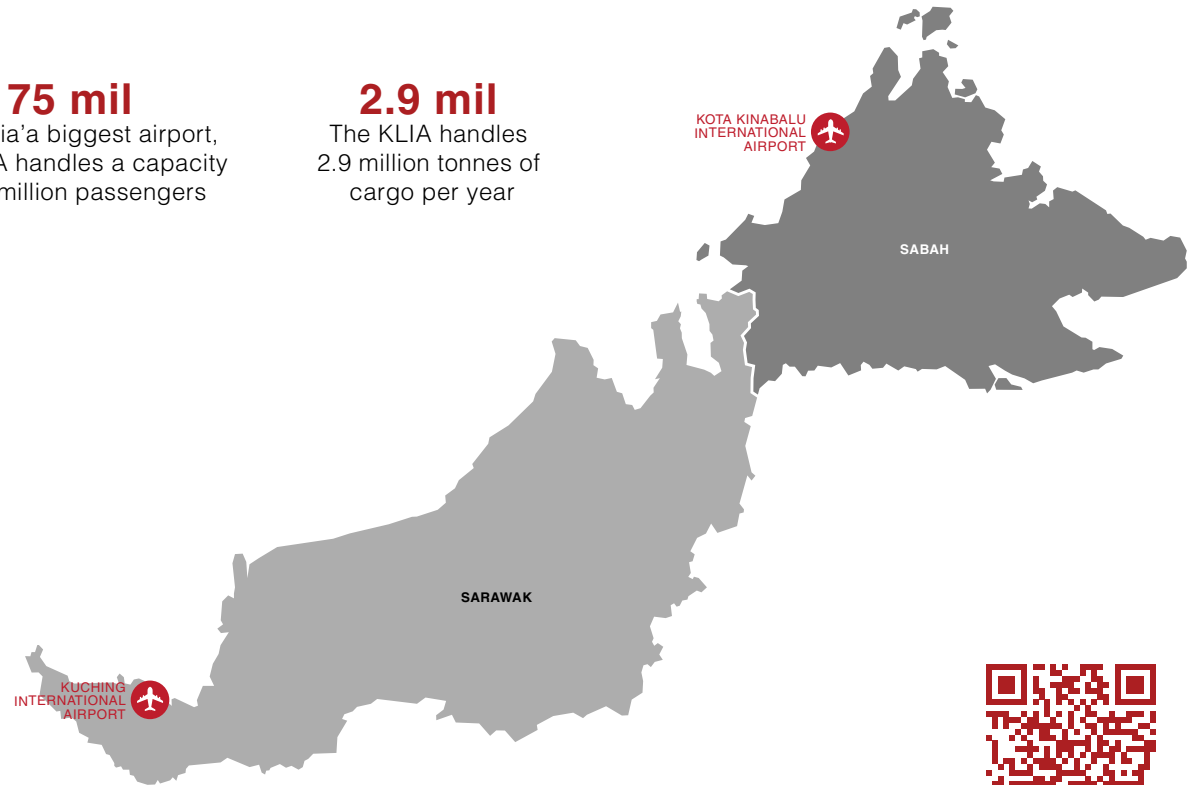 75 mil
ia'a biggest airport,
A handles a capacity
million passengers
2.9 mil
The KLIA handles
2.9 million tonnes of
cargo per year
KOTA KINABALU
INTERNATIONAL
AIRPORT
SABAH
SARAWAK
KUCHING
INTERNATIONAL
AIRPORT